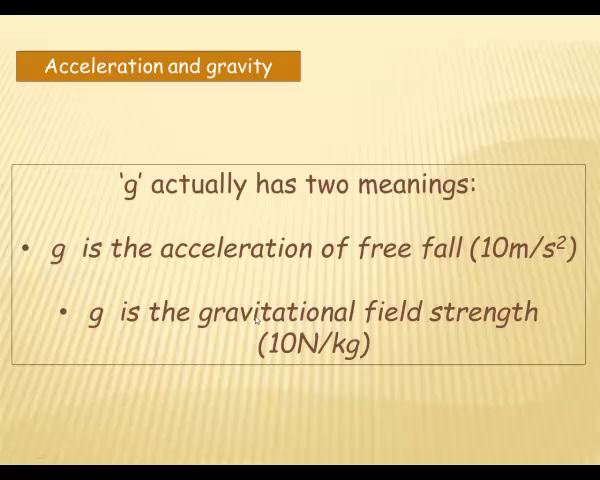 Acceleration and gravity
‘g’ actually has two meanings:
• g is the acceleration of free fall (10m/s²)
• g is the gravitational field strength
(10N/kg)